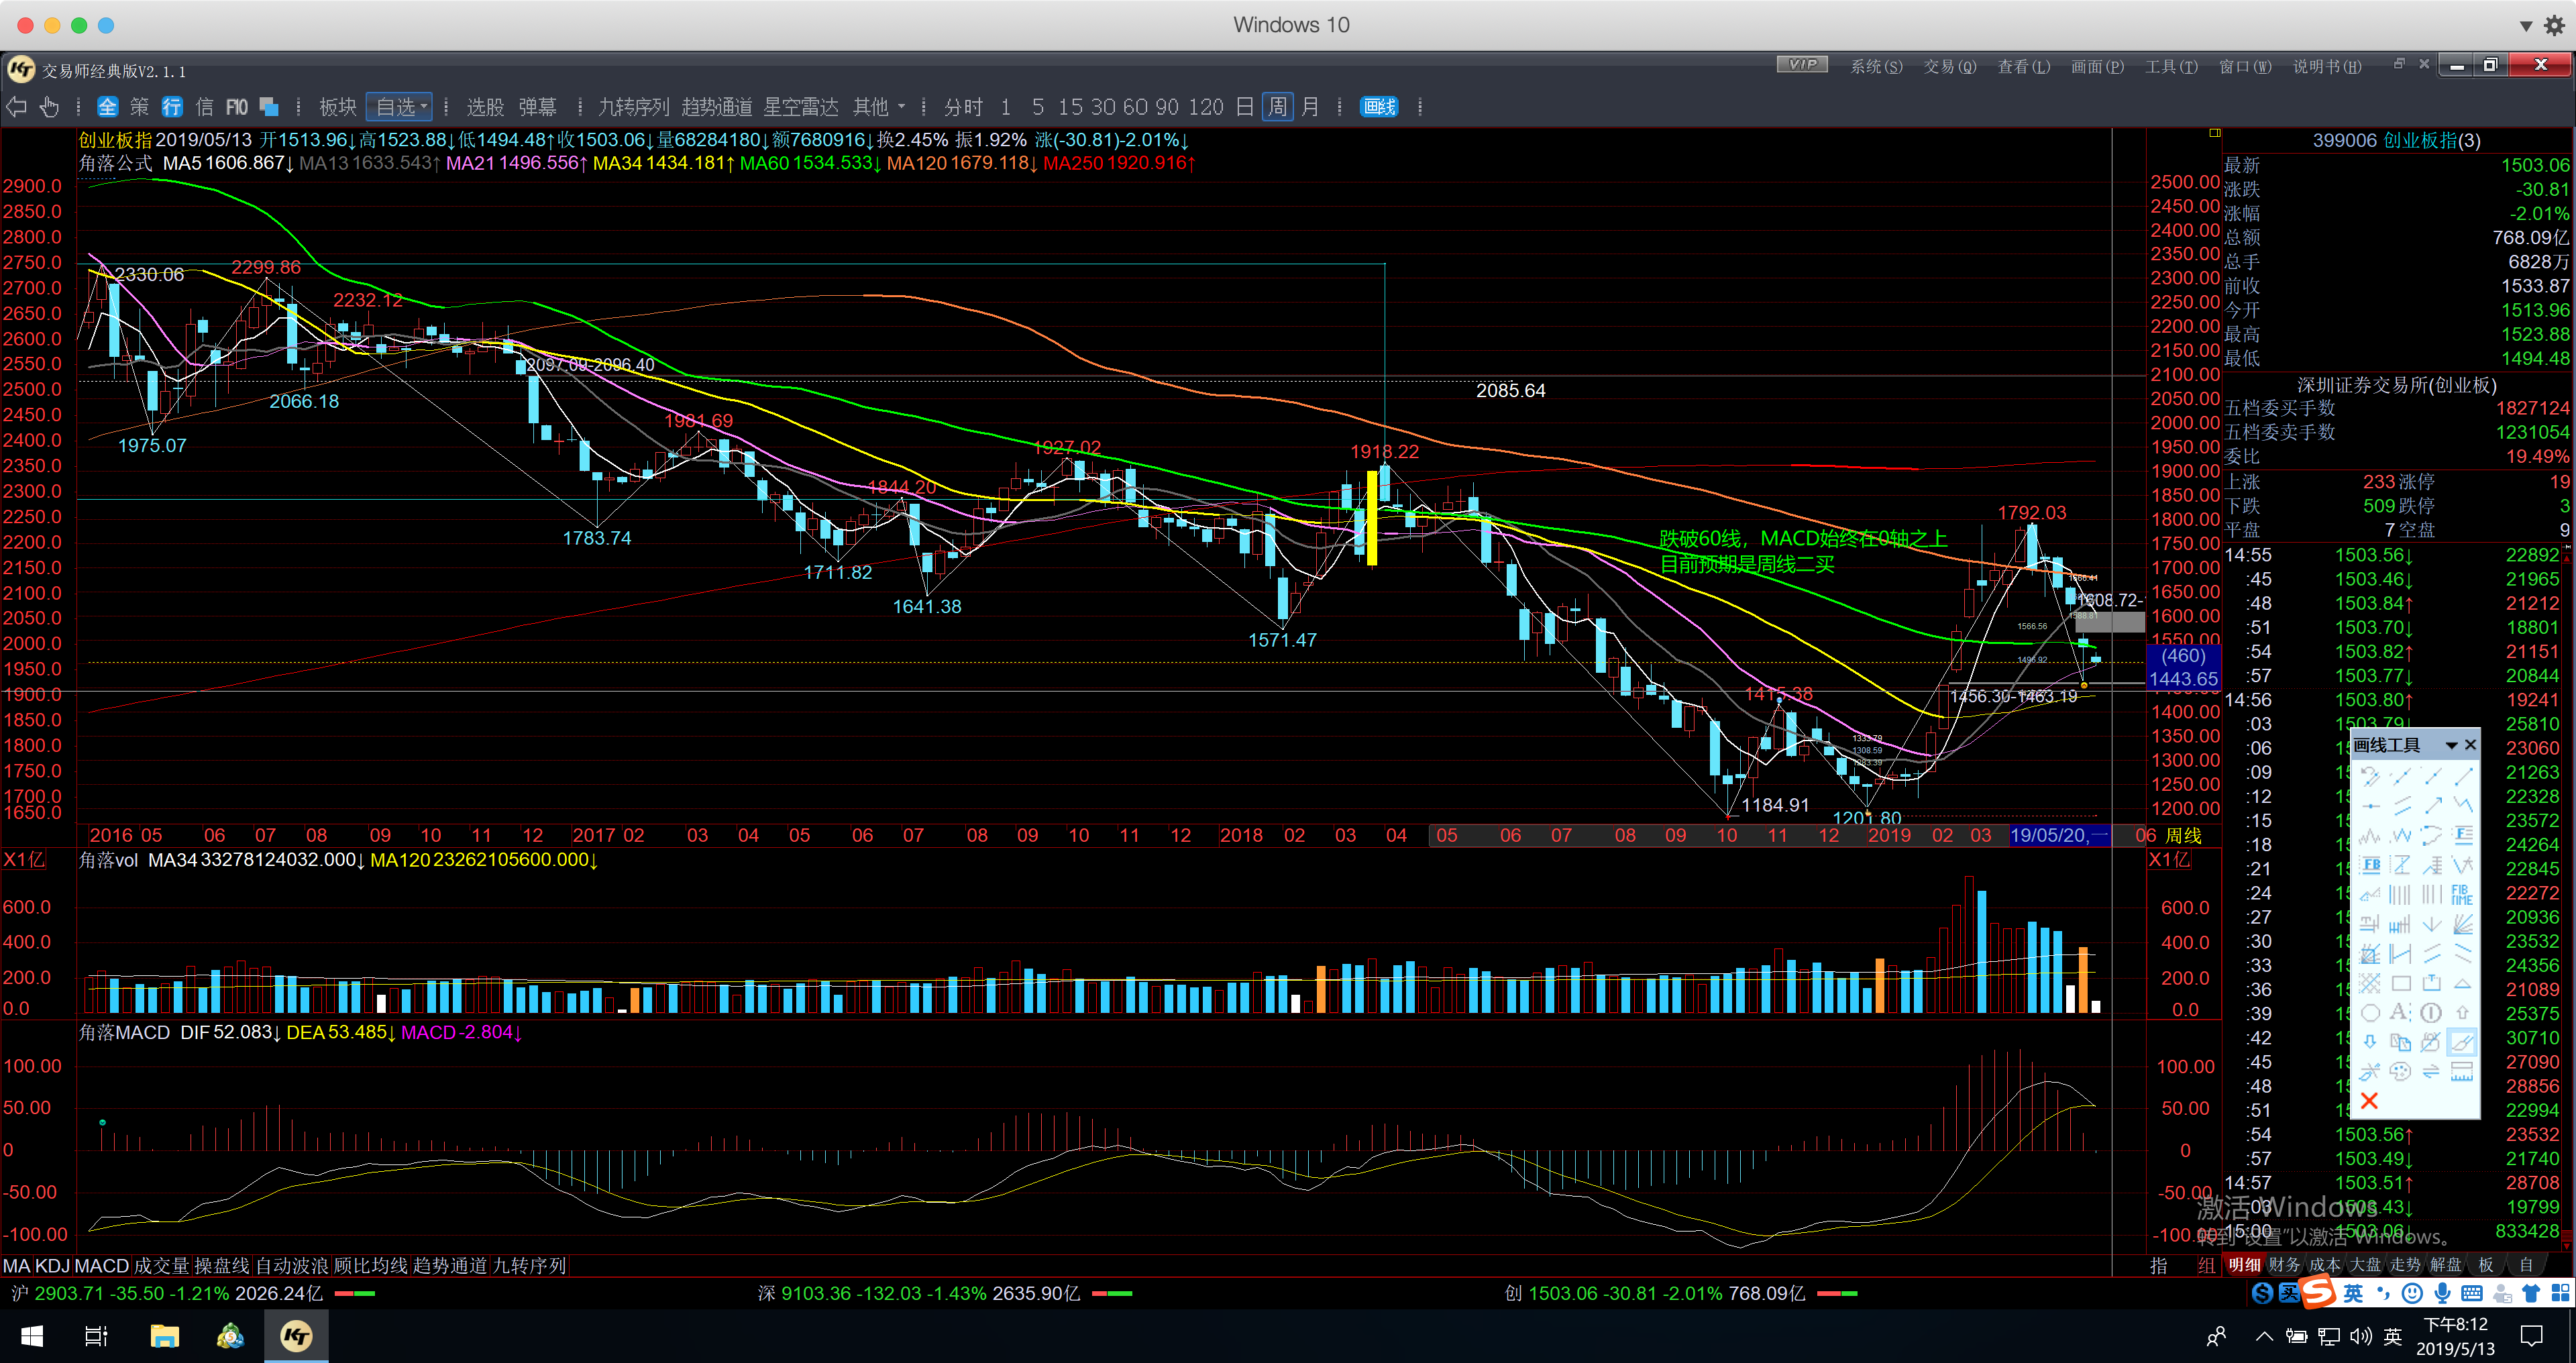 Windows 10
交易师经典版V2.1.1
VIP 系统(S) 交易(Q) 查看(L) 画面(P) 工具(T) 窗口(W) 说明书(H)
全 策 行 信 F10 板块 自选 选股 弹幕 九转序列 趋势通道 星空雷达 其他 分时 1 5 15 30 60 90 120 日 周 月 画线
创业板指 2019/05/13 开1513.96↓高1523.88↓低1494.48↑收1503.06↓量68284180↓额7680916↓换2.45% 振1.92% 涨(-30.81)-2.01%↓
角落公式 MA5 1606.867↓ MA13 1633.543↑ MA21 1496.556↑ MA34 1434.181↑ MA60 1534.533↓ MA120 1679.118↓ MA250 1920.916↑
2900.0
2850.0
2800.0
2750.0
2700.0
2650.0
2600.0
2550.0
2500.0
2450.0
2400.0
2350.0
2300.0
2250.0
2200.0
2150.0
2100.0
2050.0
2000.0
1950.0
1900.0
1850.0
1800.0
1750.0
1700.0
1650.0
2330.06
2299.86
2232.12
2097.09-2096.40
2085.64
2066.18
1975.07
1981.69
1927.02
1918.22
1844.20
1783.74
1711.82
1641.38
1571.47
1792.03
跌破60线，MACD始终在0轴之上
目前预期是周线二买
1608.72-
1566.56
1496.92
1456.30-1463.19
1415.38
1333.79
1308.59
1283.39
1184.91
1201.80
2500.00
2450.00
2400.00
2350.00
2300.00
2250.00
2200.00
2150.00
2100.00
2050.00
2000.00
1950.00
1900.00
1850.00
1800.00
1750.00
1700.00
1650.00
1600.00
1550.00
(460)
1443.65
1400.00
1350.00
1300.00
1250.00
1200.00
2016 05 06 07 08 09 10 11 12 2017 02 03 04 05 06 07 08 09 10 11 12 2018 02 03 04 05 06 07 08 09 10 11 12 2019 02 03 19/05/20,一 06 周线
X1亿 角落vol MA34 33278124032.000↓ MA120 23262105600.000↓ X1亿
600.0 600.0
400.0 400.0
200.0 200.0
0.0 0.0
角落MACD DIF 52.083↓ DEA 53.485↓ MACD -2.804↓
100.00 100.00
50.00 50.00
0 0
-50.00 -50.00
-100.00 -100.00
MA KDJ MACD 成交量 操盘线 自动波浪 顾比均线 趋势通道 九转序列 指 组
399006 创业板指(3)
最新 1503.06
涨跌 -30.81
涨幅 -2.01%
总额 768.09亿
总手 6828万
前收 1533.87
今开 1513.96
最高 1523.88
最低 1494.48
深圳证券交易所(创业板)
五档委买手数 1827124
五档委卖手数 1231054
委比 19.49%
上涨 233 涨停 19
下跌 509 跌停 3
平盘 7 空盘 9
14:55 1503.56↓ 22892
:45 1503.46↓ 21965
:48 1503.84↑ 21212
:51 1503.70↓ 18801
:54 1503.82↑ 21151
:57 1503.77↓ 20844
14:56 1503.80↑ 19241
:03 1503.79↓ 25810
:06 23060
:09 21263
:12 22328
:15 23572
:18 24264
:21 22845
:24 22272
:27 20936
:30 23532
:33 24356
:36 21089
:39 25375
:42 30710
:45 27090
:48 28856
:51 22994
:54 1503.56↑ 23532
:57 1503.49↓ 21740
14:57 1503.51↑ 28708
:03 1503.43↓ 19799
15:00 1503.06↓ 833428
画线工具
FB
FIB TIME
激活 Windows
转到"设置"以激活 Windows。
明细 财务 成本 大盘 走势 解盘 板 自
沪 2903.71 -35.50 -1.21% 2026.24亿 深 9103.36 -132.03 -1.43% 2635.90亿 创 1503.06 -30.81 -2.01% 768.09亿
英
英 下午8:12
2019/5/13